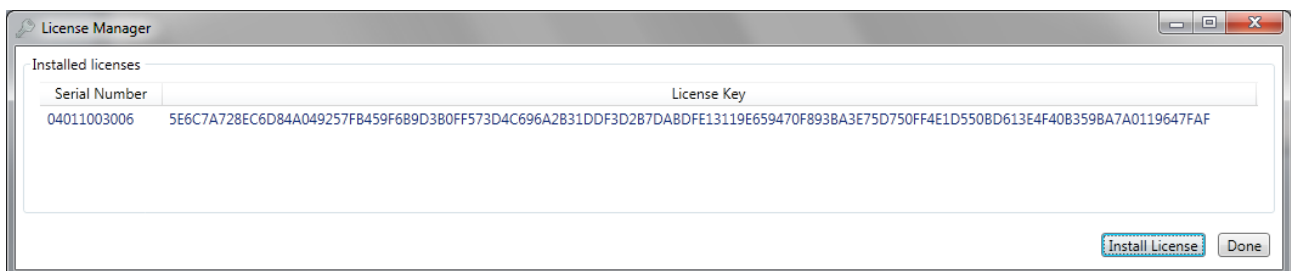 License Manager
Installed licenses
Serial Number License Key
04011003006 5E6C7A728EC6D84A049257FB459F6B9D3B0FF573D4C696A2B31DDF3D2B7DABDFE13119E659470F893BA3E75D750FF4E1D550BD613E4F40B359BA7A0119647FAF
Install License Done